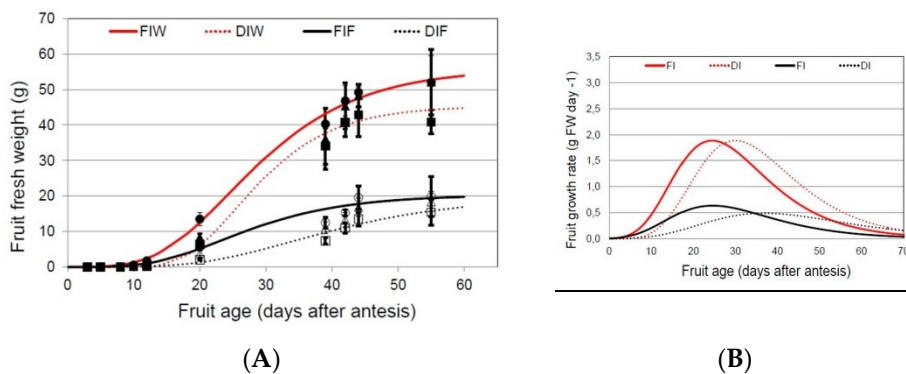 A
FIW DIW FIF DIF
Fruit fresh weight (g)
70
60
50
40
30
20
10
0
0 10 20 30 40 50 60
Fruit age (days after antesis)
(A)
B
FI DI FI DI
Fruit growth rate (g FW day -1)
3,5
3,0
2,5
2,0
1,5
1,0
0,5
0,0
0 10 20 30 40 50 60 70
Fruit age (days after antesis)
(B)